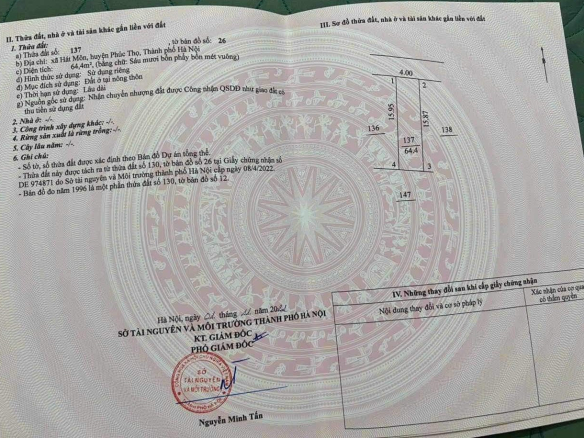 II. Thửa đất, nhà ở và tài sản khác gắn liền với đất
1. Thửa đất:
a) Thửa đất số: 137 , tờ bản đồ số: 26
b) Địa chỉ: xã Hát Môn, huyện Phúc Thọ, Thành phố Hà Nội
c) Diện tích: 64,4m², (bằng chữ: Sáu mươi bốn phẩy bốn mét vuông)
d) Hình thức sử dụng: Sử dụng riêng
đ) Mục đích sử dụng: Đất ở tại nông thôn
e) Thời hạn sử dụng: Lâu dài
g) Nguồn gốc sử dụng: Nhận chuyển nhượng đất được Công nhận QSDĐ như giao đất có
thu tiền sử dụng đất
2. Nhà ở: -/-
3. Công trình xây dựng khác: -/-
4. Rừng sản xuất là rừng trồng: -/-
5. Cây lâu năm: -/-
6. Ghi chú:
- Số tờ, số thửa đất được xác định theo Bản đồ Dự án tổng thể.
- Thửa đất này được tách ra từ thửa đất số 130, tờ bản đồ số 26 tại Giấy chứng nhận số
DE 974871 do Sở Tài nguyên và Môi trường thành phố Hà Nội cấp ngày 08/4/2022.
- Bản đồ đo năm 1996 là một phần thửa đất số 130, tờ bản đồ số 12.
Hà Nội, ngày tháng năm
SỞ TÀI NGUYÊN VÀ MÔI TRƯỜNG THÀNH PHỐ HÀ NỘI
KT. GIÁM ĐỐC
PHÓ GIÁM ĐỐC
SỞ
TÀI NGUYÊN
VÀ MÔI TRƯỜNG
Nguyễn Minh Tấn
III. Sơ đồ thửa đất, nhà ở và tài sản khác gắn liền với đất
4.00
1
2
15.95
15.87
136
138
137
64.4
4
3
147
IV. Những thay đổi sau khi cấp giấy chứng nhận
Nội dung thay đổi và cơ sở pháp lý
Xác nhận của cơ quan
có thẩm quyền